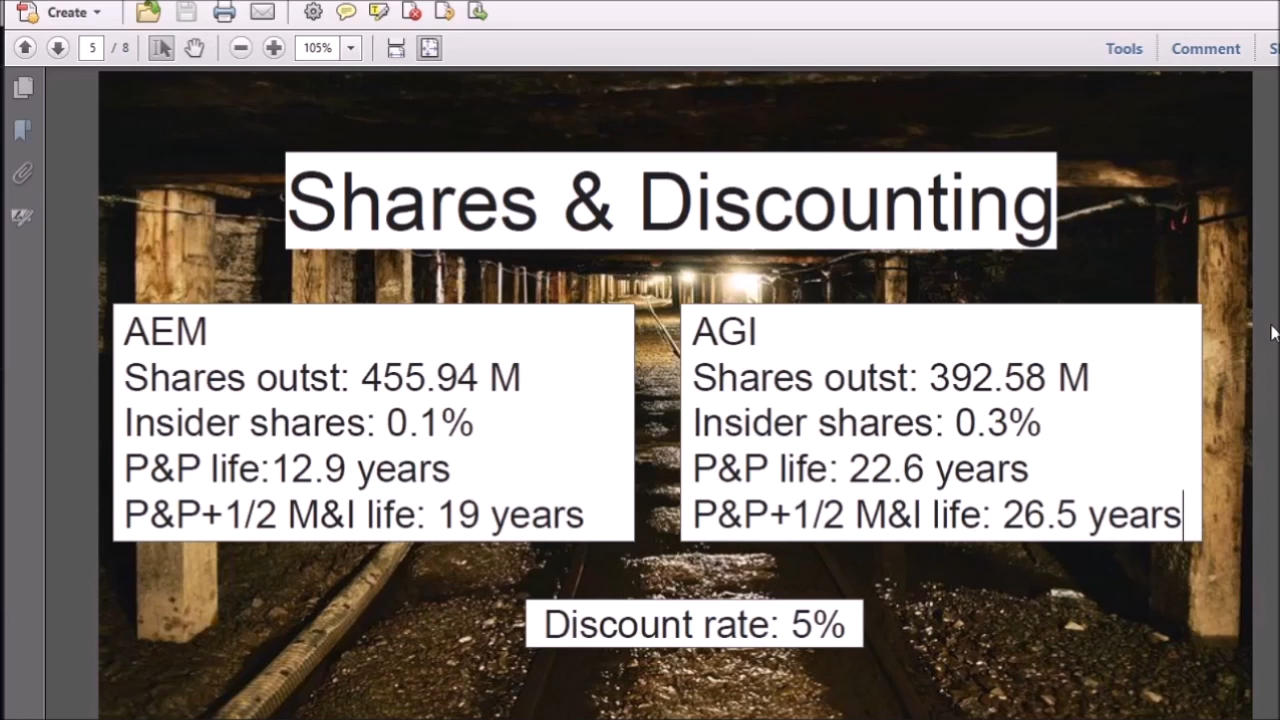 Create
5 / 8
105%
Tools
Comment
S
Shares & Discounting
AEM
Shares outst: 455.94 M
Insider shares: 0.1%
P&P life:12.9 years
P&P+1/2 M&I life: 19 years
AGI
Shares outst: 392.58 M
Insider shares: 0.3%
P&P life: 22.6 years
P&P+1/2 M&I life: 26.5 years
Discount rate: 5%